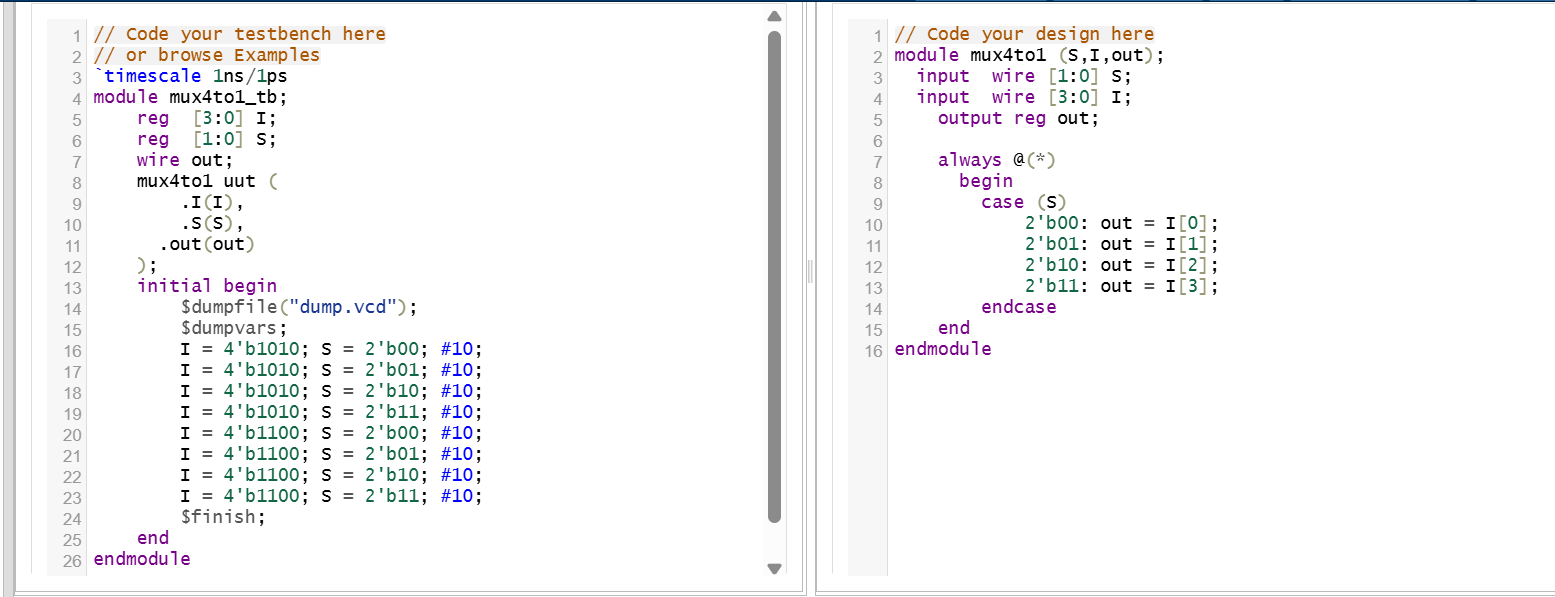 1 // Code your testbench here
2 // or browse Examples
3 `timescale 1ns/1ps
4 module mux4to1_tb;
5     reg  [3:0] I;
6     reg  [1:0] S;
7     wire out;
8     mux4to1 uut (
9         .I(I),
10         .S(S),
11       .out(out)
12     );
13     initial begin
14         $dumpfile("dump.vcd");
15         $dumpvars;
16         I = 4'b1010; S = 2'b00; #10;
17         I = 4'b1010; S = 2'b01; #10;
18         I = 4'b1010; S = 2'b10; #10;
19         I = 4'b1010; S = 2'b11; #10;
20         I = 4'b1100; S = 2'b00; #10;
21         I = 4'b1100; S = 2'b01; #10;
22         I = 4'b1100; S = 2'b10; #10;
23         I = 4'b1100; S = 2'b11; #10;
24         $finish;
25     end
26 endmodule
1 // Code your design here
2 module mux4to1 (S,I,out);
3   input  wire [1:0] S;
4   input  wire [3:0] I;
5     output reg out;
6
7     always @(*)
8       begin
9         case (S)
10             2'b00: out = I[0];
11             2'b01: out = I[1];
12             2'b10: out = I[2];
13             2'b11: out = I[3];
14         endcase
15     end
16 endmodule